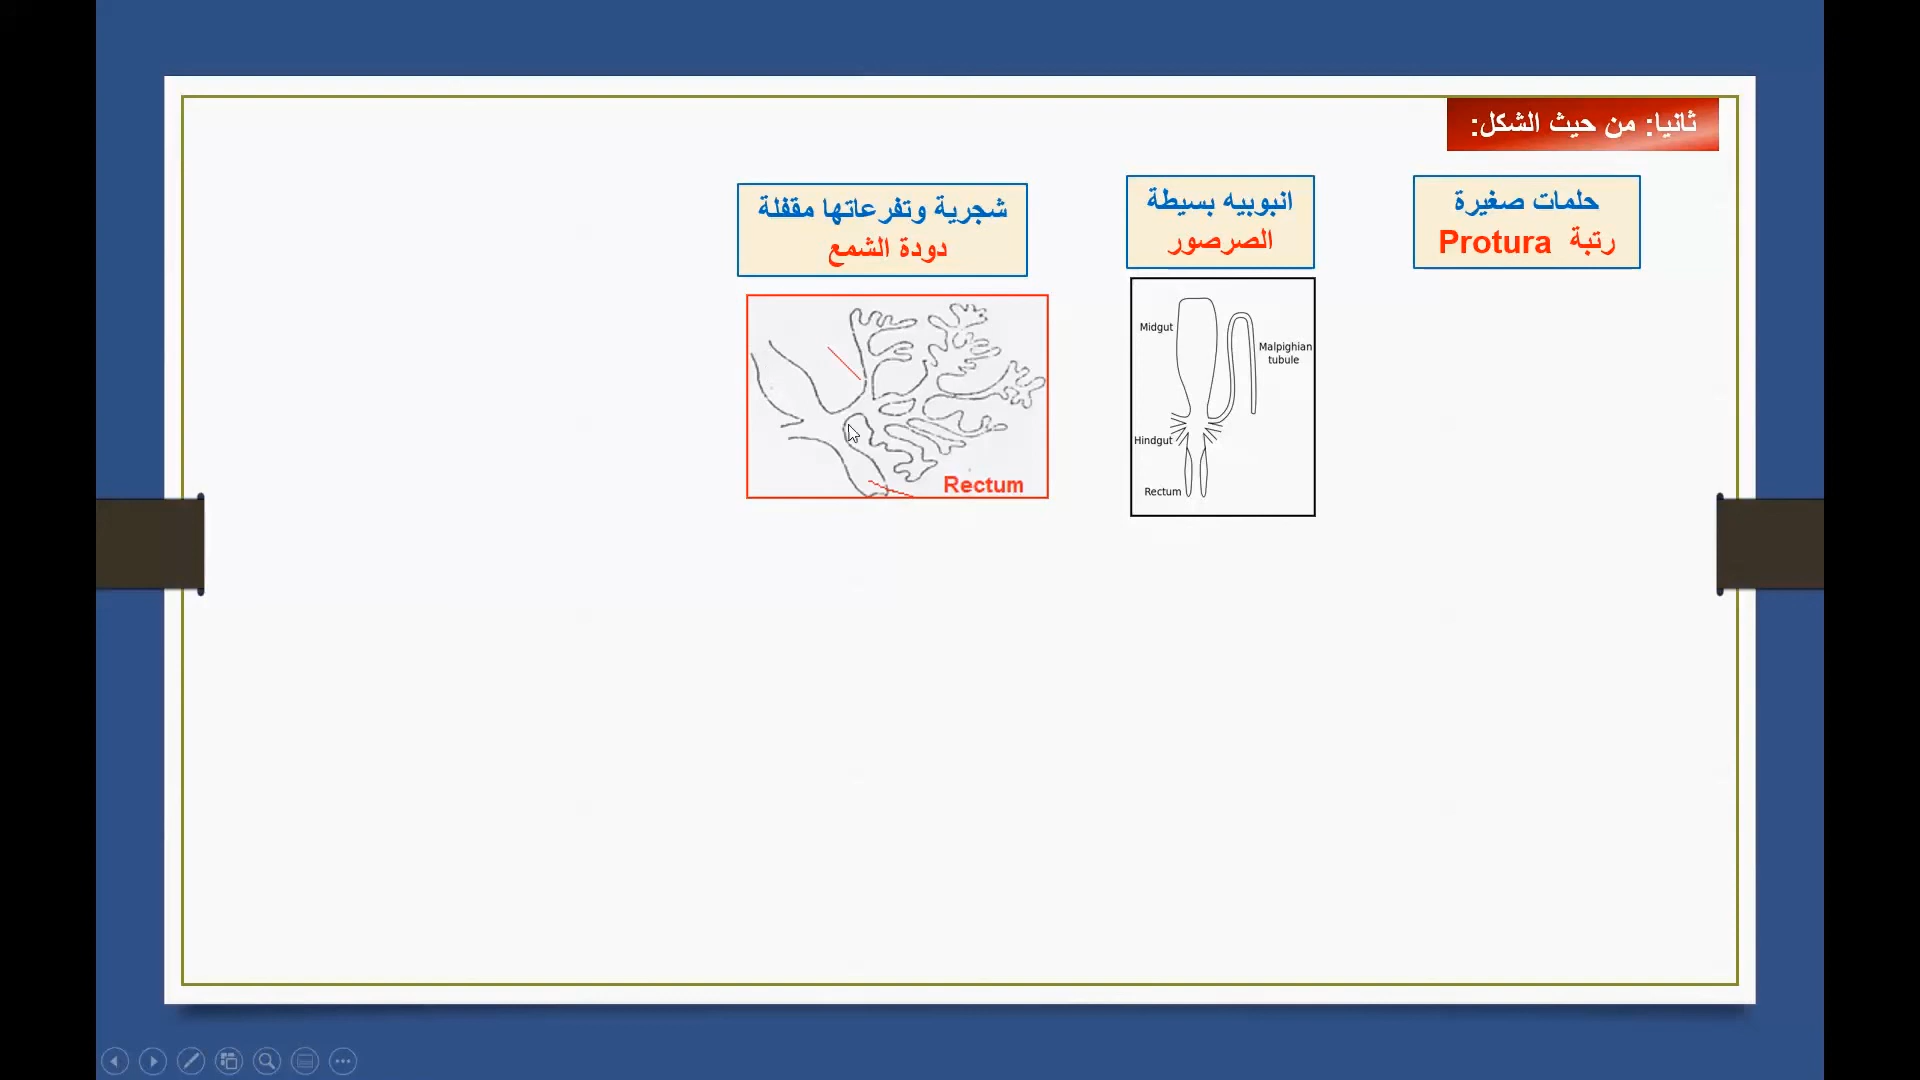 ثانيا: من حيث الشكل:
حلمات صغيرة
رتبة Protura
انبوبيه بسيطة
الصرصور
شجرية وتفرعاتها مقفلة
دودة الشمع
Midgut
Malpighian
tubule
Hindgut
Rectum
Rectum